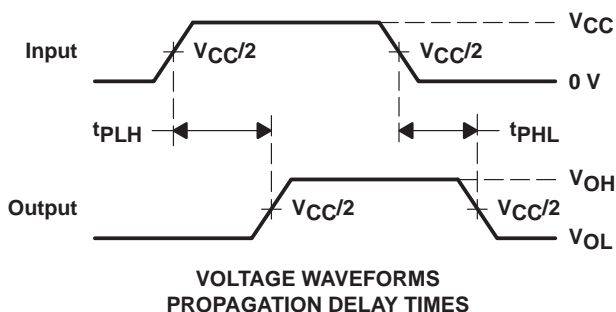 VCC
Input VCC/2 VCC/2
0 V
tPLH tPHL
VOH
Output VCC/2 VCC/2
VOL
VOLTAGE WAVEFORMS
PROPAGATION DELAY TIMES